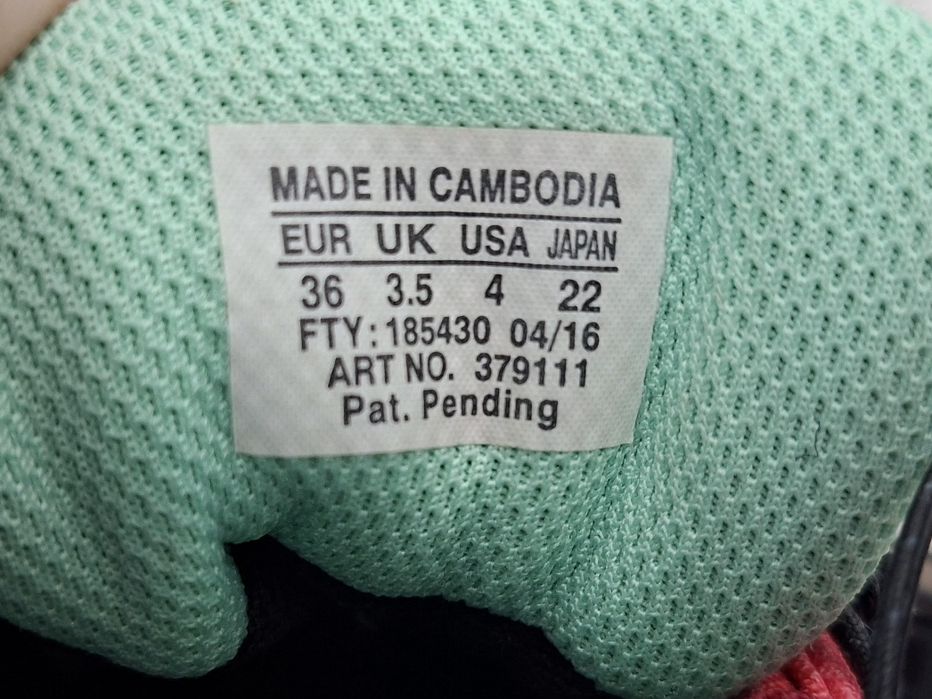 MADE IN CAMBODIA
EUR UK USA JAPAN
36 3.5 4 22
FTY: 185430 04/16
ART NO. 379111
Pat. Pending